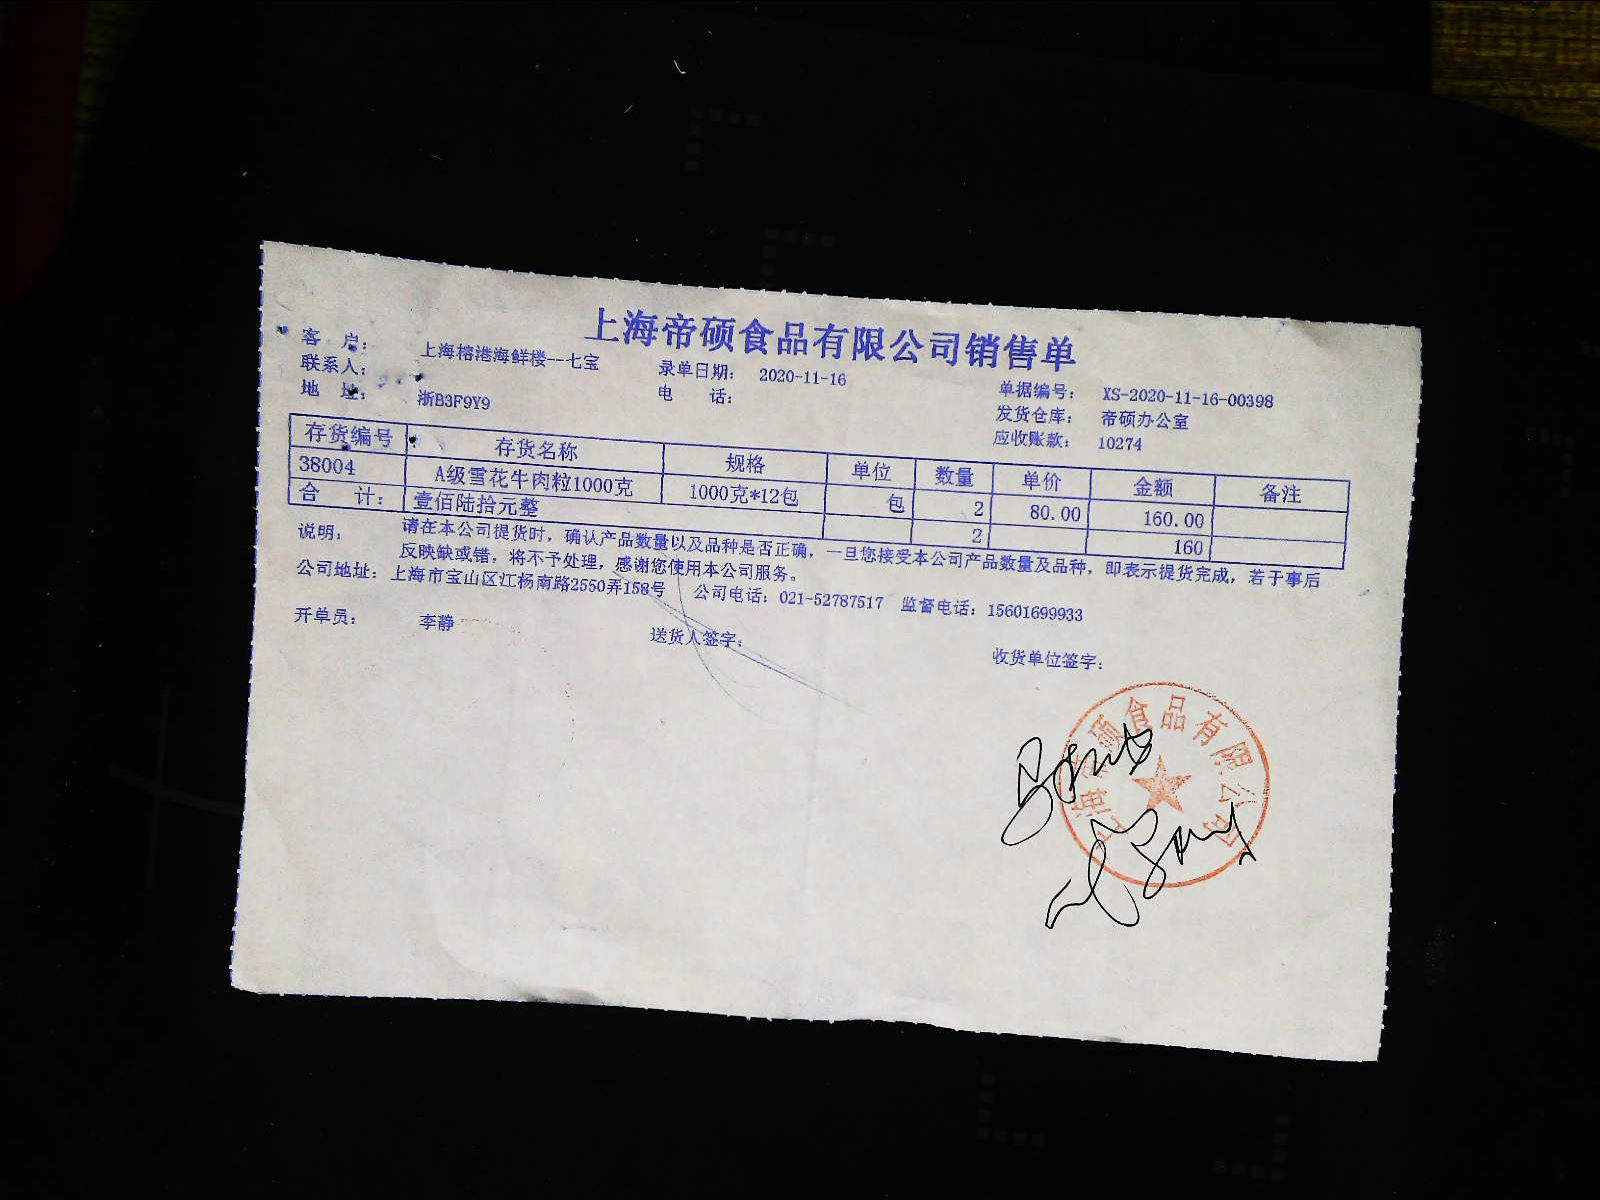 上海帝硕食品有限公司销售单
客 户: 上海榕港海鲜楼--七宝 录单日期: 2020-11-16 单据编号: XS-2020-11-16-00398
联系人: 电 话: 发货仓库: 帝硕办公室
地 址: 浙B3F9Y9 应收账款: 10274
存货编号 存货名称 规格 单位 数量 单价 金额 备注
38004 A级雪花牛肉粒1000克 1000克*12包 包 2 80.00 160.00
合 计: 壹佰陆拾元整 2 160
说明: 请在本公司提货时，确认产品数量以及品种是否正确，一旦您接受本公司产品数量及品种，即表示提货完成，若于事后
反映缺或错，将不予处理，感谢您使用本公司服务。
公司地址: 上海市宝山区江杨南路2550弄158号 公司电话: 021-52787517 监督电话: 15601699933
开单员: 李静 送货人签字: 收货单位签字:
上海帝硕食品有限公司